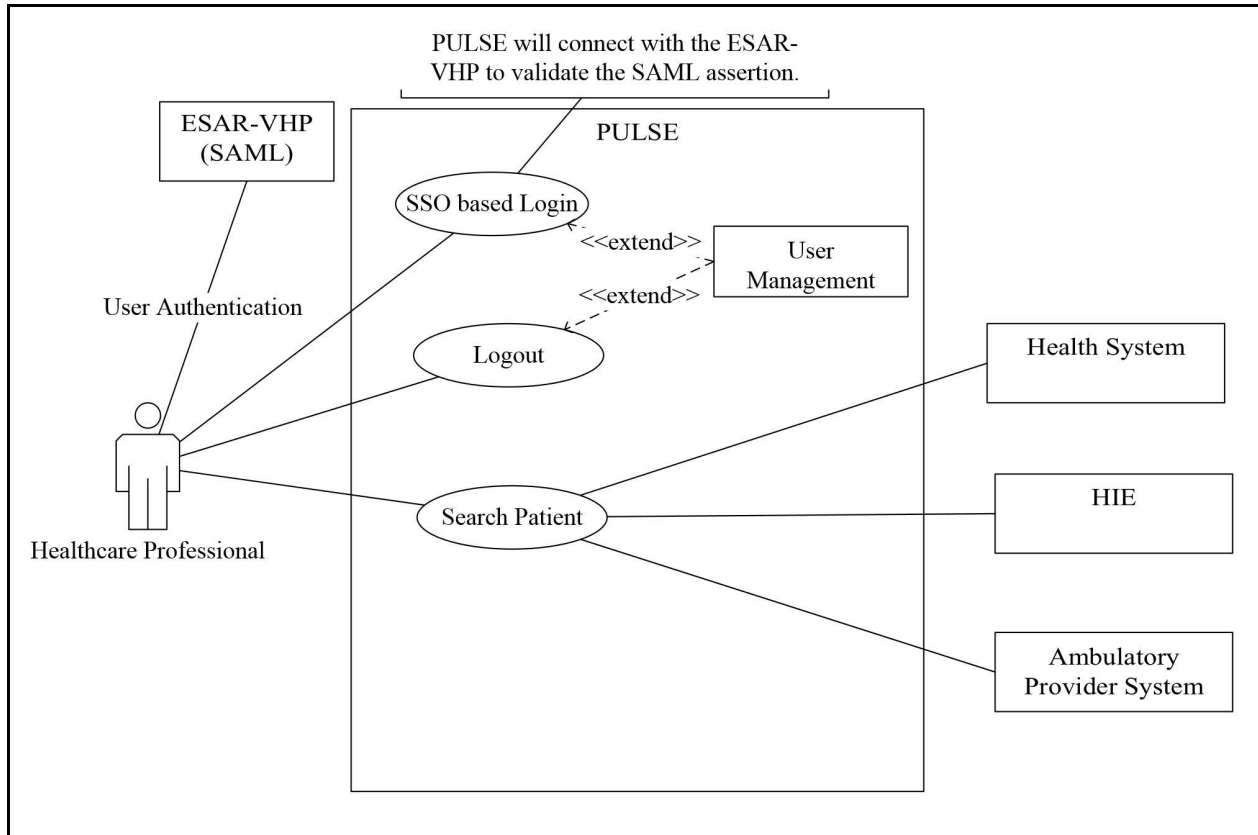 PULSE will connect with the ESAR-
VHP to validate the SAML assertion.
ESAR-VHP
(SAML)
PULSE
SSO based Login
<<extend>>
User
Management
<<extend>>
User Authentication
Logout
Health System
HIE
Search Patient
Healthcare Professional
Ambulatory
Provider System